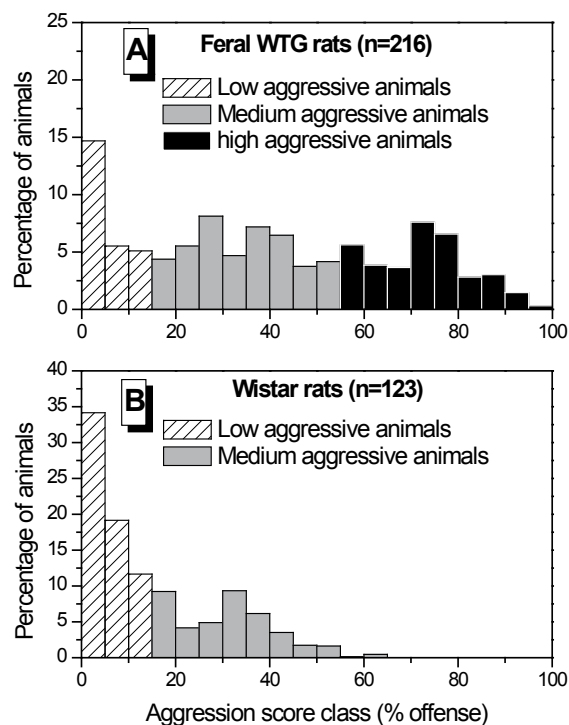 25
20
15
10
5
0
Percentage of animals
A
Feral WTG rats (n=216)
Low aggressive animals
Medium aggressive animals
high aggressive animals
0 20 40 60 80 100
40
35
30
25
20
15
10
5
0
Percentage of animals
B
Wistar rats (n=123)
Low aggressive animals
Medium aggressive animals
0 20 40 60 80 100
Aggression score class (% offense)